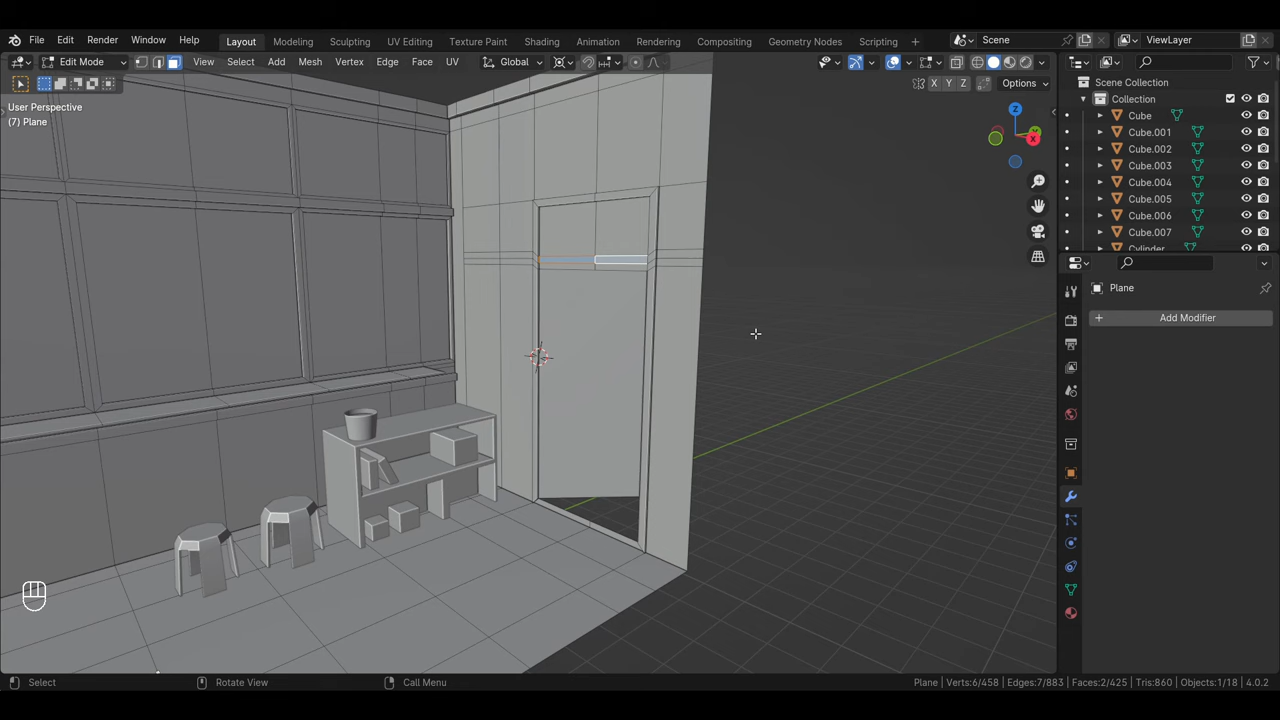 File Edit Render Window Help Layout Modeling Sculpting UV Editing Texture Paint Shading Animation Rendering Compositing Geometry Nodes Scripting + Scene ViewLayer
Edit Mode View Select Add Mesh Vertex Edge Face UV Global
X Y Z Options
User Perspective
(7) Plane
Z
Y
X
Scene Collection
Collection
Cube
Cube.001
Cube.002
Cube.003
Cube.004
Cube.005
Cube.006
Cube.007
Cylinder
Plane
+ Add Modifier
Select Rotate View Call Menu Plane | Verts:6/458 | Edges:7/883 | Faces:2/425 | Tris:860 | Objects:1/18 | 4.0.2